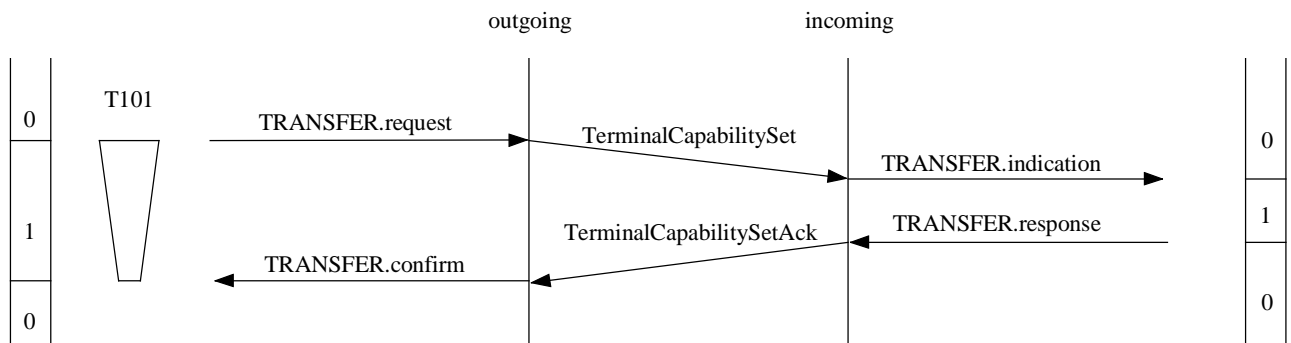 outgoing
incoming
T101
0
TRANSFER.request
TerminalCapabilitySet
0
TRANSFER.indication
1
TerminalCapabilitySetAck
TRANSFER.response
1
TRANSFER.confirm
0
0